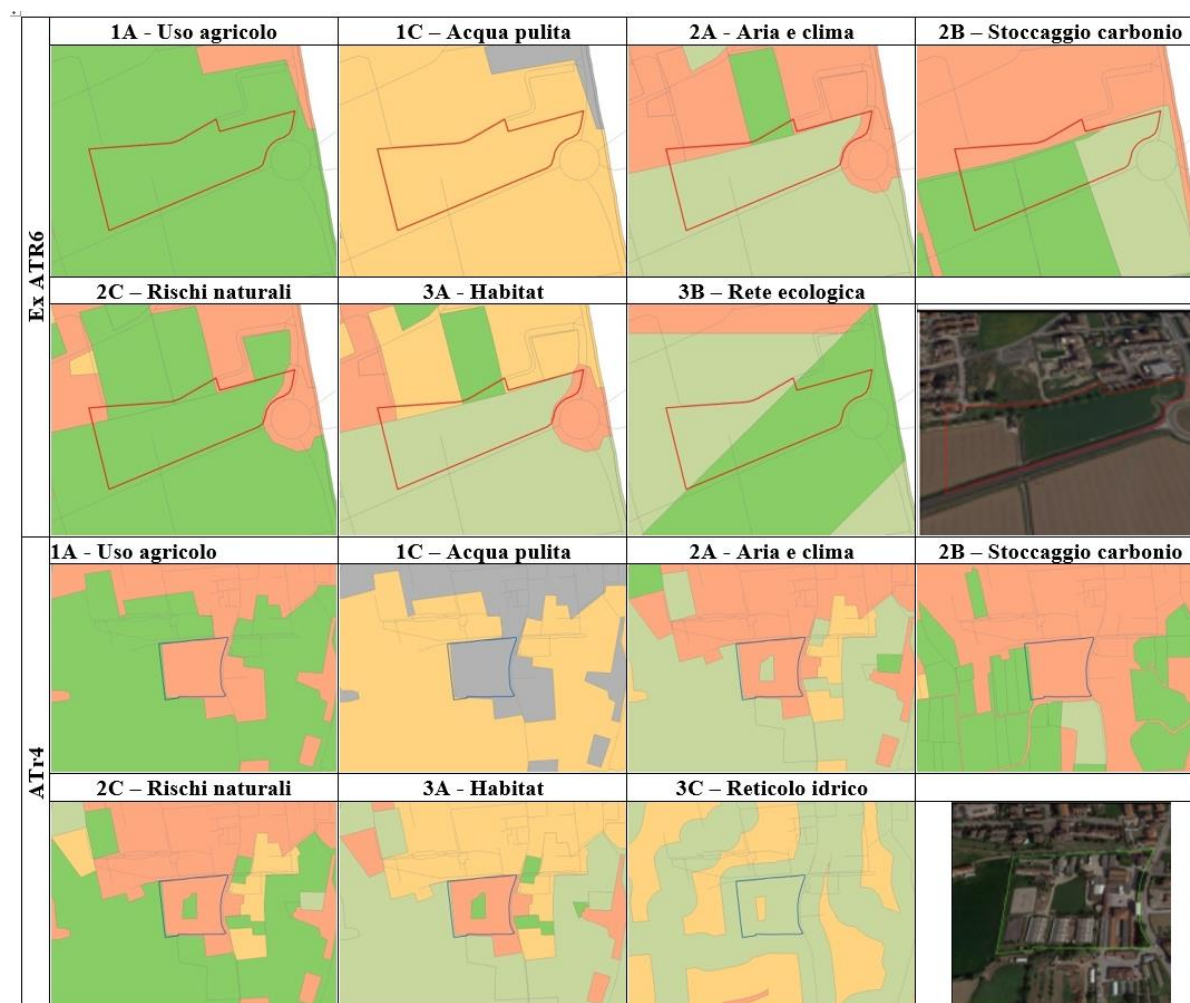 1A - Uso agricolo
1C – Acqua pulita
2A - Aria e clima
2B – Stoccaggio carbonio
Ex ATR6
2C – Rischi naturali
3A - Habitat
3B – Rete ecologica
1A - Uso agricolo
1C – Acqua pulita
2A - Aria e clima
2B – Stoccaggio carbonio
ATr4
2C – Rischi naturali
3A - Habitat
3C – Reticolo idrico